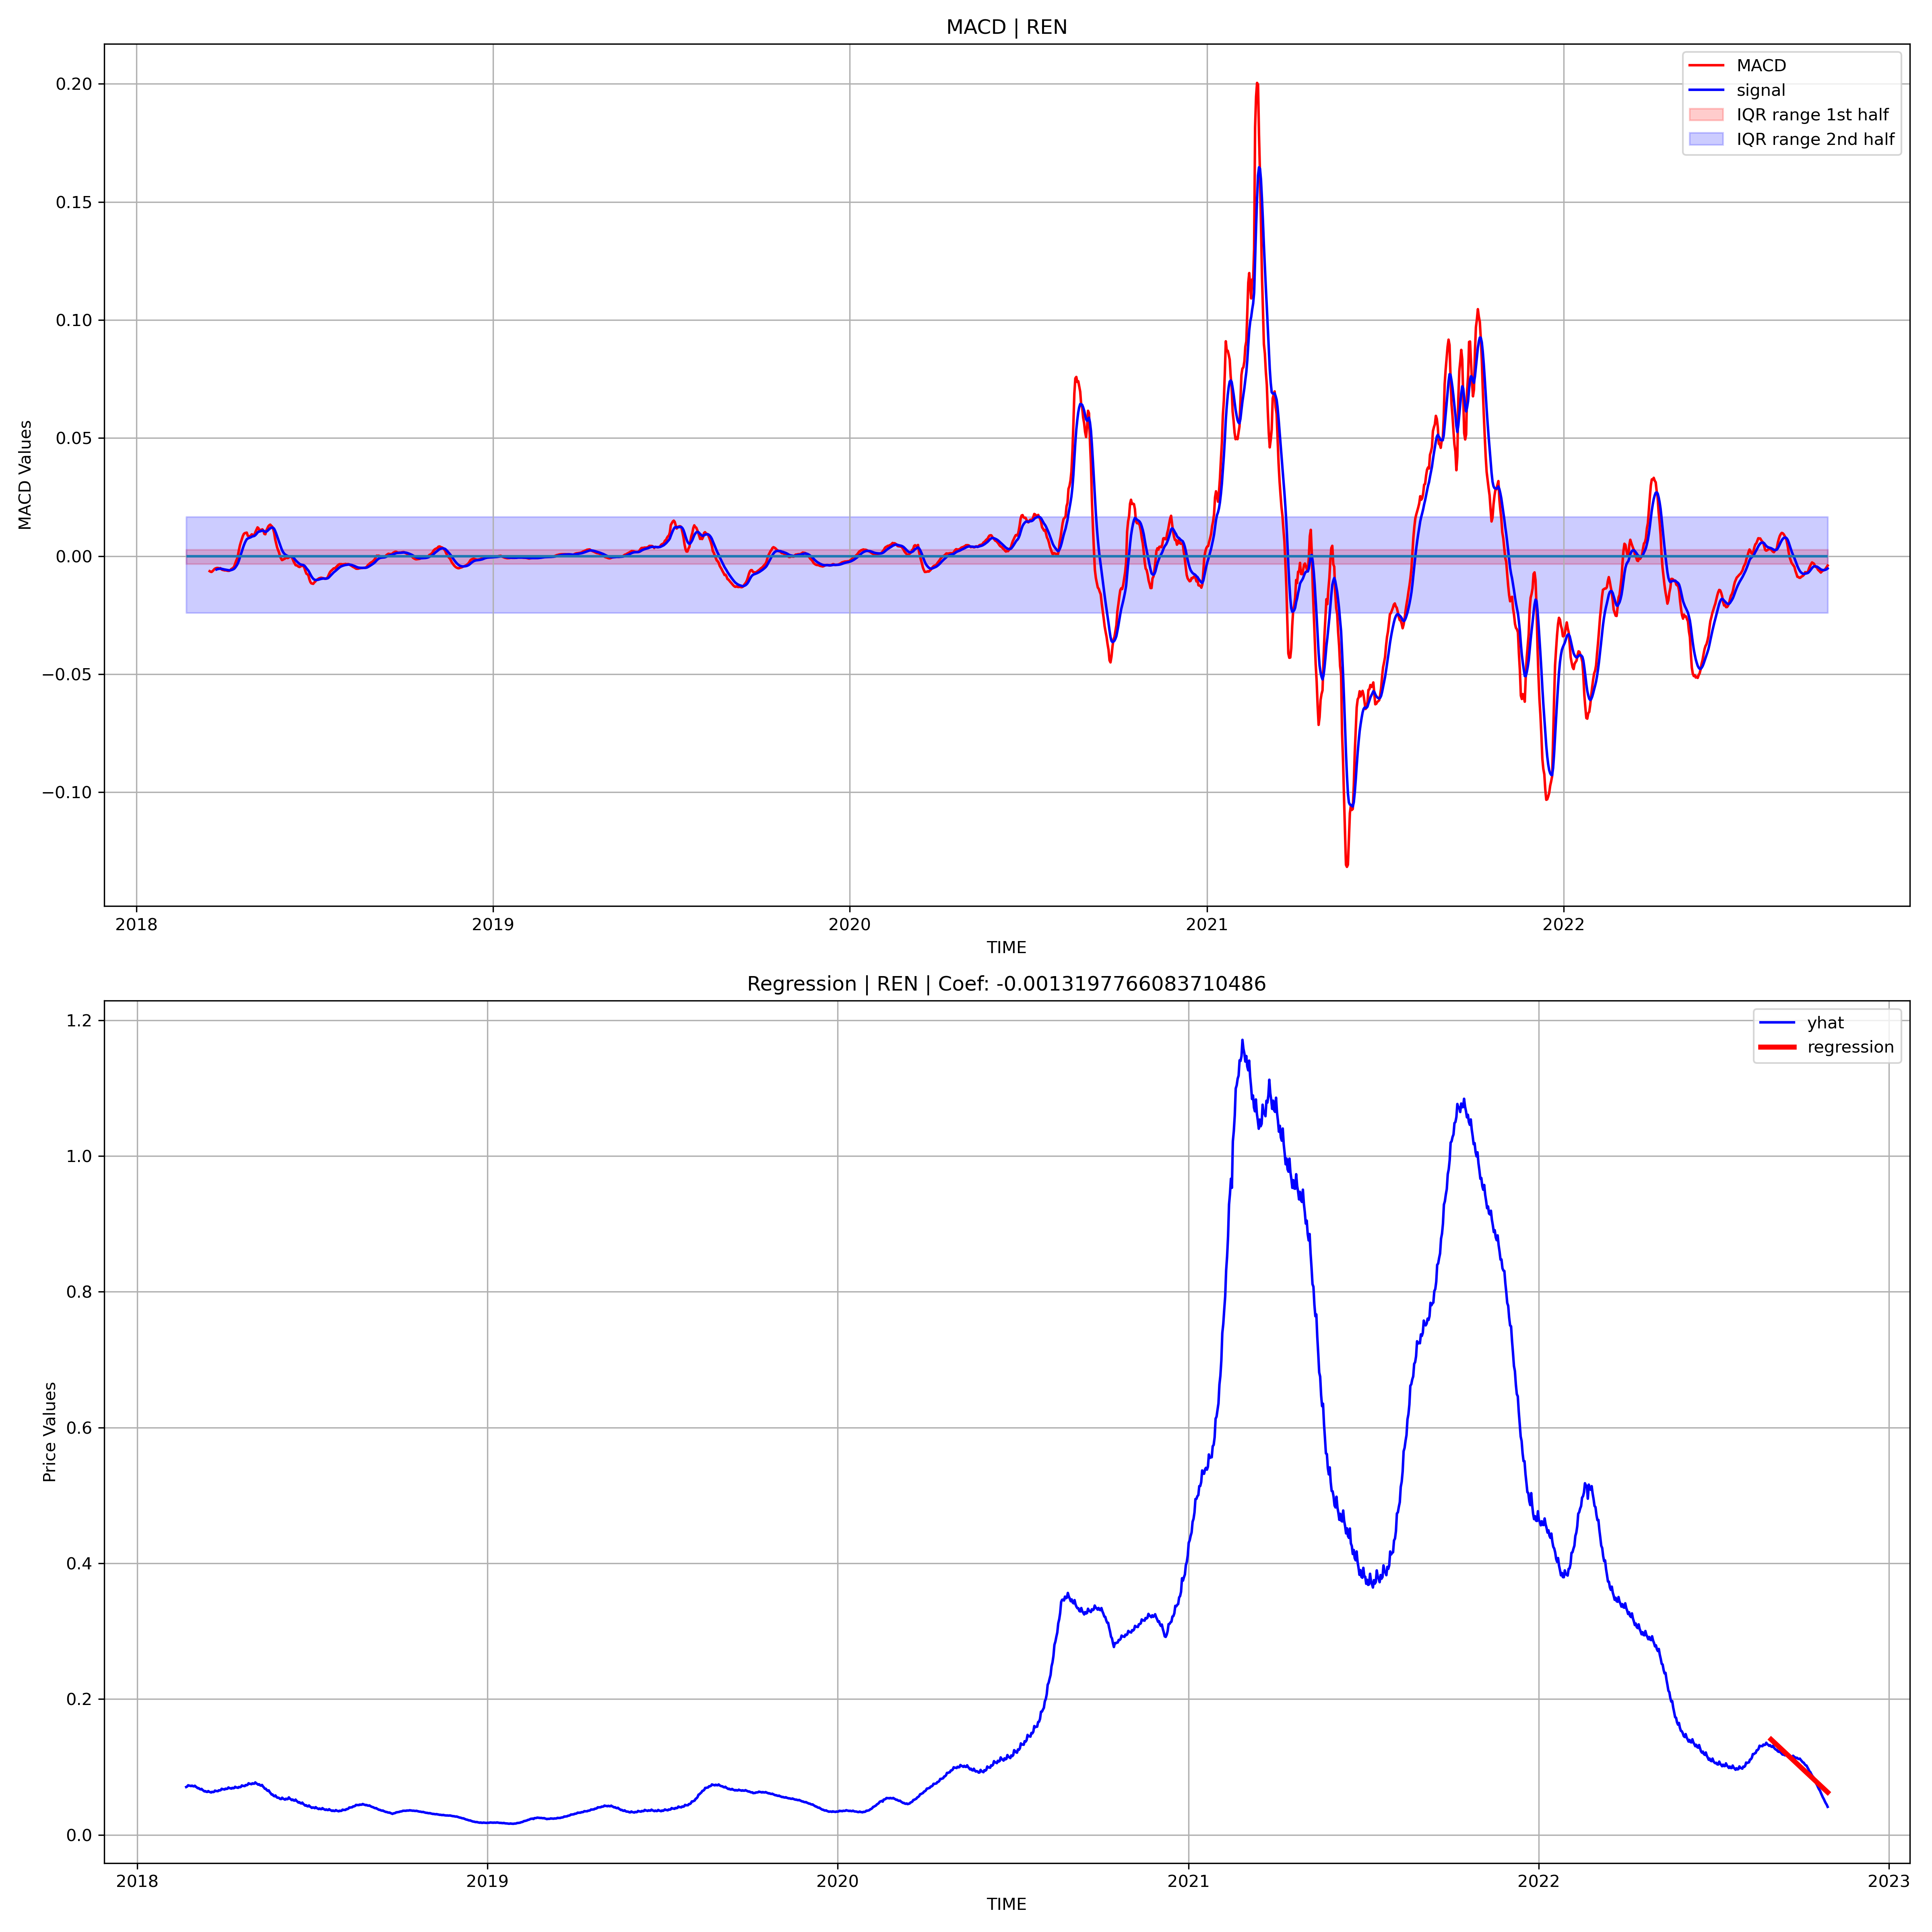 MACD | REN
MACD
signal
IQR range 1st half
IQR range 2nd half
MACD Values
0.20
0.15
0.10
0.05
0.00
−0.05
−0.10
2018 2019 2020 2021 2022
TIME
Regression | REN | Coef: -0.0013197766083710486
yhat
regression
Price Values
1.2
1.0
0.8
0.6
0.4
0.2
0.0
2018 2019 2020 2021 2022 2023
TIME